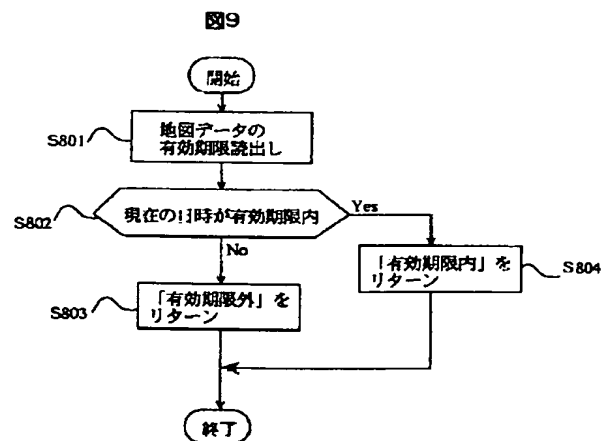 図9
開始
S801
地図データの
有効期限読出し
S802
現在の日時が有効期限内
Yes
No
「有効期限内」を
リターン
S804
S803
「有効期限外」を
リターン
終了